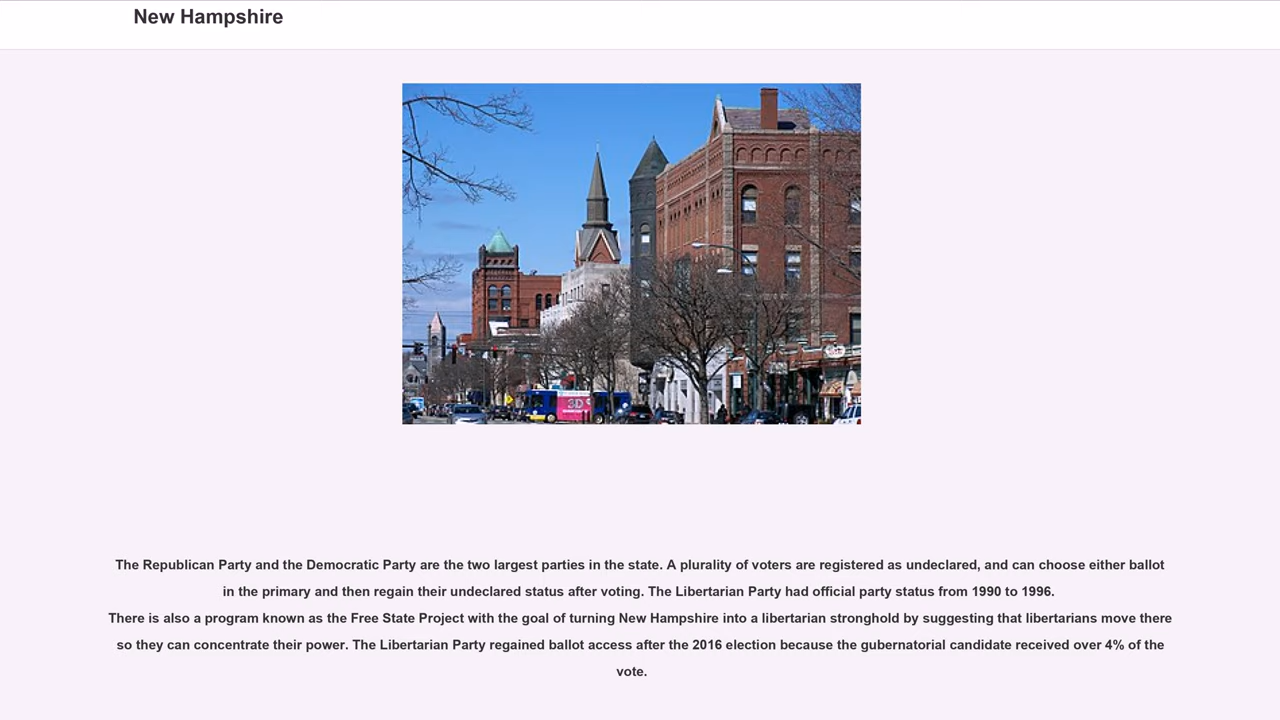 New Hampshire
3D
The Republican Party and the Democratic Party are the two largest parties in the state. A plurality of voters are registered as undeclared, and can choose either ballot
in the primary and then regain their undeclared status after voting. The Libertarian Party had official party status from 1990 to 1996.
There is also a program known as the Free State Project with the goal of turning New Hampshire into a libertarian stronghold by suggesting that libertarians move there
so they can concentrate their power. The Libertarian Party regained ballot access after the 2016 election because the gubernatorial candidate received over 4% of the
vote.